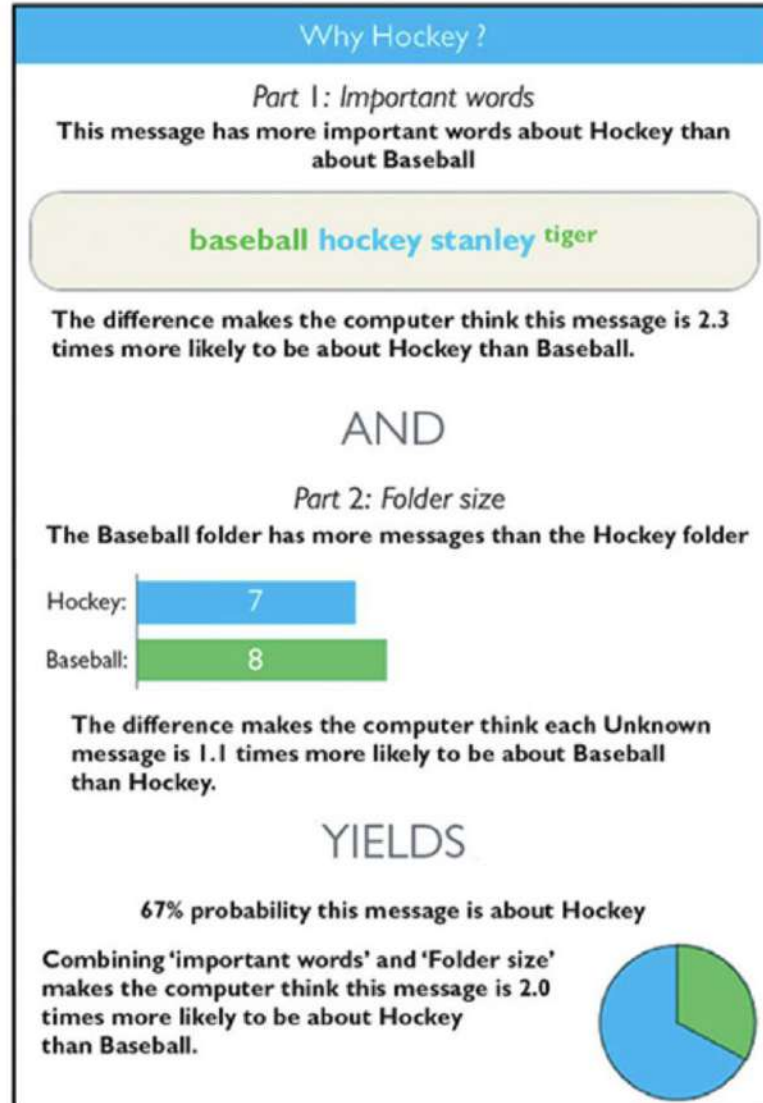 Why Hockey ?
Part 1: Important words
This message has more important words about Hockey than
about Baseball
baseball hockey stanley tiger
The difference makes the computer think this message is 2.3
times more likely to be about Hockey than Baseball.
AND
Part 2: Folder size
The Baseball folder has more messages than the Hockey folder
Hockey: 7
Baseball: 8
The difference makes the computer think each Unknown
message is 1.1 times more likely to be about Baseball
than Hockey.
YIELDS
67% probability this message is about Hockey
Combining ‘important words’ and ‘Folder size’
makes the computer think this message is 2.0
times more likely to be about Hockey
than Baseball.